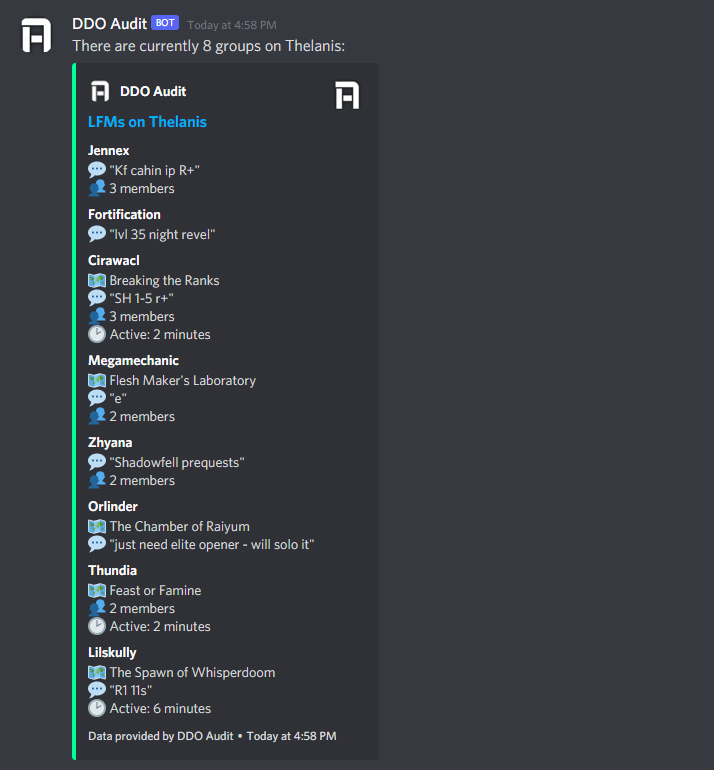 DDO Audit BOT Today at 4:58 PM
There are currently 8 groups on Thelanis:
DDO Audit
LFMs on Thelanis
Jennex
"Kf cahin ip R+"
3 members
Fortification
"lvl 35 night revel"
Cirawacl
Breaking the Ranks
"SH 1-5 r+"
3 members
Active: 2 minutes
Megamechanic
Flesh Maker's Laboratory
"e"
2 members
Zhyana
"Shadowfell prequests"
2 members
Orlinder
The Chamber of Raiyum
"just need elite opener - will solo it"
Thundia
Feast or Famine
2 members
Active: 2 minutes
Lilskully
The Spawn of Whisperdoom
"R1 11s"
Active: 6 minutes
Data provided by DDO Audit • Today at 4:58 PM